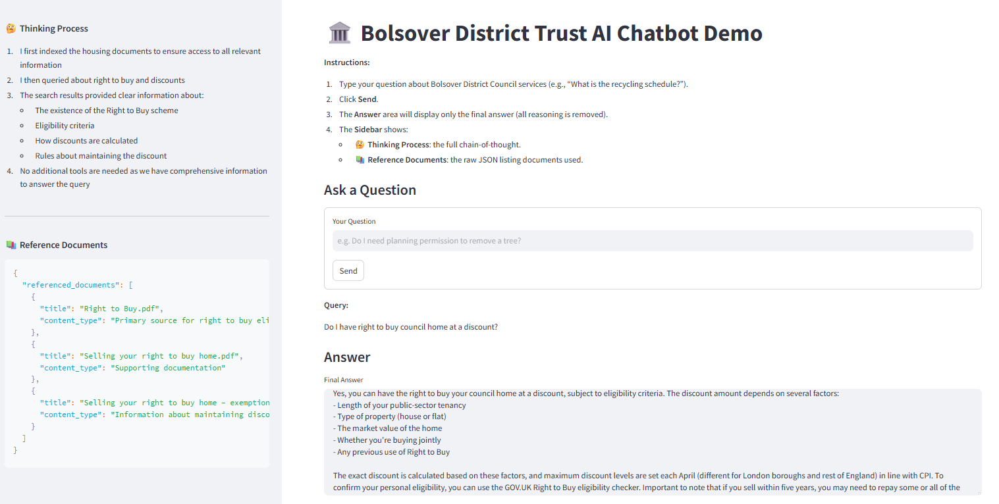 Thinking Process
1. I first indexed the housing documents to ensure access to all relevant
information
2. I then queried about right to buy and discounts
3. The search results provided clear information about:
The existence of the Right to Buy scheme
Eligibility criteria
How discounts are calculated
Rules about maintaining the discount
4. No additional tools are needed as we have comprehensive information
to answer the query
Reference Documents
{
"referenced_documents": [
{
"title": "Right to Buy.pdf",
"content_type": "Primary source for right to buy eli
},
{
"title": "Selling your right to buy home.pdf",
"content_type": "Supporting documentation"
},
{
"title": "Selling your right to buy home – exemption
"content_type": "Information about maintaining disco
}
]
}
Bolsover District Trust AI Chatbot Demo
Instructions:
1. Type your question about Bolsover District Council services (e.g., “What is the recycling schedule?”).
2. Click Send.
3. The Answer area will display only the final answer (all reasoning is removed).
4. The Sidebar shows:
Thinking Process: the full chain-of-thought.
Reference Documents: the raw JSON listing documents used.
Ask a Question
Your Question
e.g. Do I need planning permission to remove a tree?
Send
Query:
Do I have right to buy council home at a discount?
Answer
Final Answer
Yes, you can have the right to buy your council home at a discount, subject to eligibility criteria. The discount amount depends on several factors:
- Length of your public-sector tenancy
- Type of property (house or flat)
- The market value of the home
- Whether you're buying jointly
- Any previous use of Right to Buy
The exact discount is calculated based on these factors, and maximum discount levels are set each April (different for London boroughs and rest of England) in line with CPI. To
confirm your personal eligibility, you can use the GOV.UK Right to Buy eligibility checker. Important to note that if you sell within five years, you may need to repay some or all of the